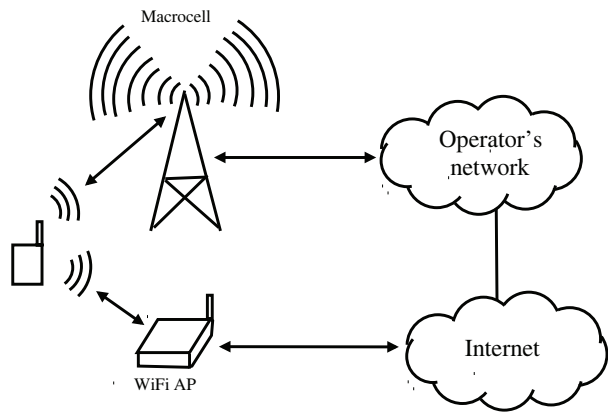 Macrocell
Operator's
network
Internet
WiFi AP